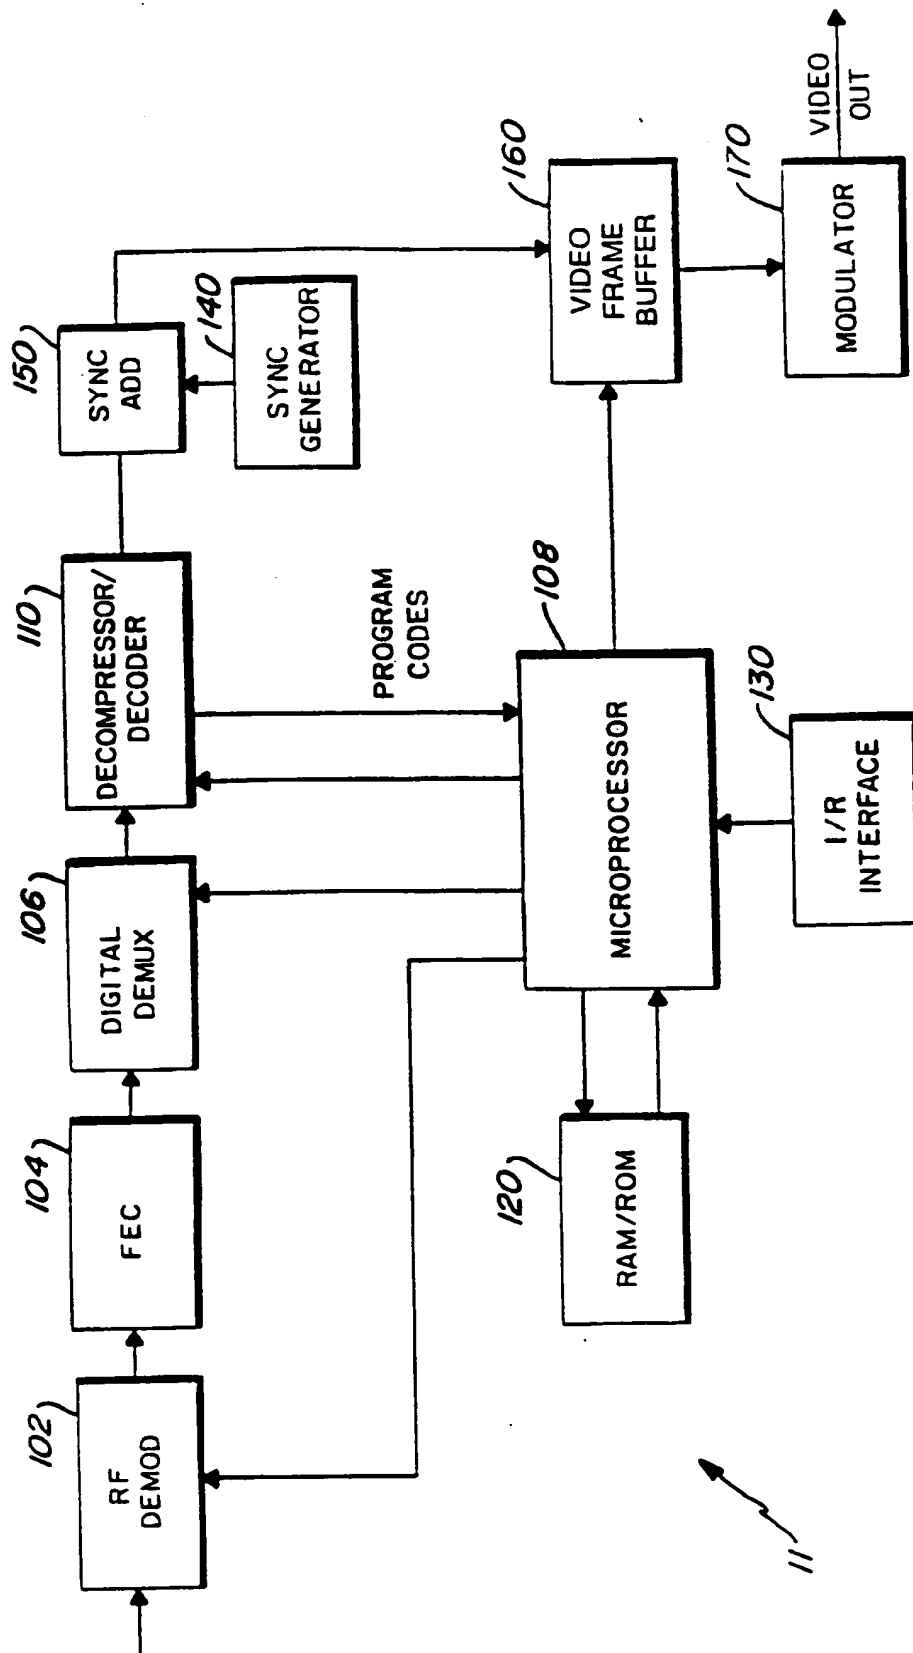 102
RF
DEMOD
104
FEC
106
DIGITAL
DEMUX
110
DECOMPRESSOR/
DECODER
150
SYNC
ADD
140
SYNC
GENERATOR
PROGRAM
CODES
120
RAM/ROM
108
MICROPROCESSOR
160
VIDEO
FRAME
BUFFER
130
I/R
INTERFACE
170
MODULATOR
VIDEO
OUT
11